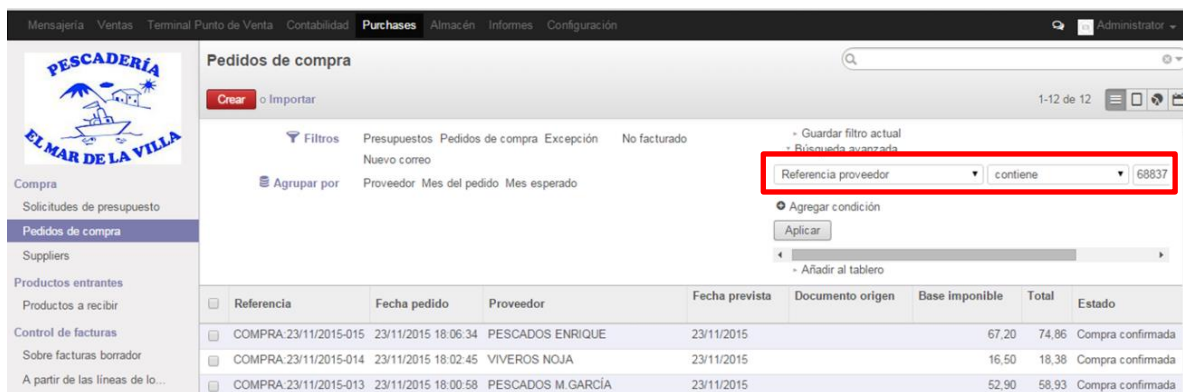 Mensajería Ventas Terminal Punto de Venta Contabilidad Purchases Almacén Informes Configuración Administrator
PESCADERÍA
EL MAR DE LA VILLA
Pedidos de compra
Crear o Importar
1-12 de 12
Filtros Presupuestos Pedidos de compra Excepción No facturado
Nuevo correo
Agrupar por Proveedor Mes del pedido Mes esperado
Guardar filtro actual
Búsqueda avanzada
Referencia proveedor contiene 68837
Agregar condición
Aplicar
Añadir al tablero
Compra
Solicitudes de presupuesto
Pedidos de compra
Suppliers
Productos entrantes
Productos a recibir
Control de facturas
Sobre facturas borrador
A partir de las líneas de lo...
Referencia Fecha pedido Proveedor Fecha prevista Documento origen Base imponible Total Estado
COMPRA:23/11/2015-015 23/11/2015 18:06:34 PESCADOS ENRIQUE 23/11/2015 67,20 74,86 Compra confirmada
COMPRA:23/11/2015-014 23/11/2015 18:02:45 VIVEROS NOJA 23/11/2015 16,50 18,38 Compra confirmada
COMPRA:23/11/2015-013 23/11/2015 18:00:58 PESCADOS M.GARCÍA 23/11/2015 52,90 58,93 Compra confirmada